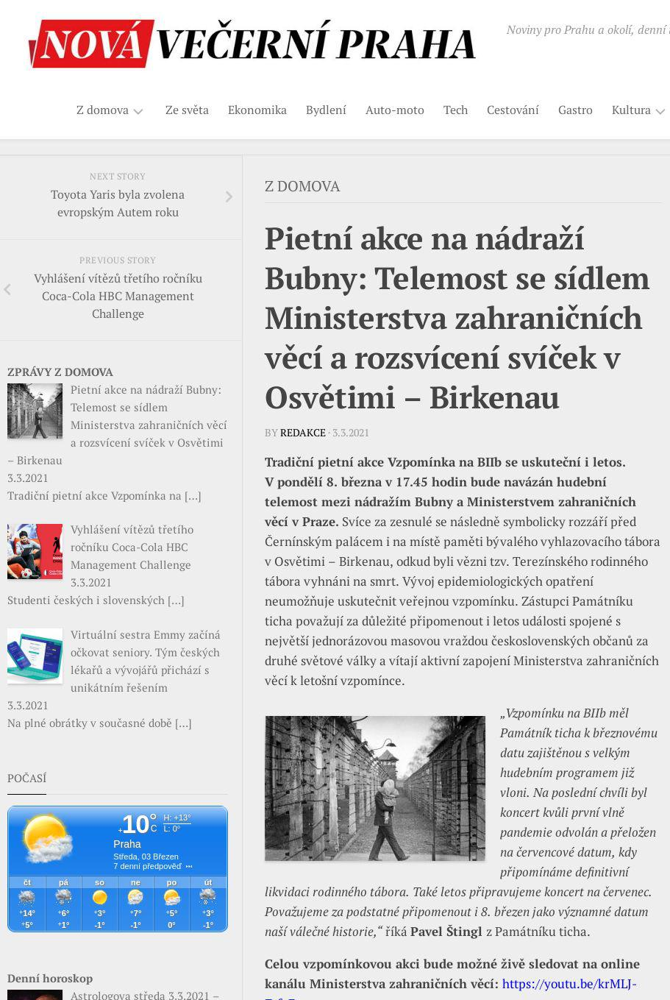 NOVÁ VEČERNÍ PRAHA
Noviny pro Prahu a okolí, denní
Z domova
Ze světa
Ekonomika
Bydlení
Auto-moto
Tech
Cestování
Gastro
Kultura
NEXT STORY
Toyota Yaris byla zvolena
evropským Autem roku
PREVIOUS STORY
Vyhlášení vítězů třetího ročníku
Coca-Cola HBC Management
Challenge
ZPRÁVY Z DOMOVA
Pietní akce na nádraží Bubny:
Telemost se sídlem
Ministerstva zahraničních věcí
a rozsvícení svíček v Osvětimi
– Birkenau
3.3.2021
Tradiční pietní akce Vzpomínka na [...]
Vyhlášení vítězů třetího
ročníku Coca-Cola HBC
Management Challenge
3.3.2021
Studenti českých i slovenských [...]
Virtuální sestra Emmy začíná
očkovat seniory. Tým českých
lékařů a vývojářů přichází s
unikátním řešením
3.3.2021
Na plné obrátky v současné době [...]
POČASÍ
+10°C
H: +13°
L: 0°
Praha
Středa, 03 Březen
7 denní předpověď
čt pá so ne po út
+14° +6° +3° +7° +5° +3°
+5° +1° -1° -1° 0° -1°
Denní horoskop
Astrologova středa 3.3.2021 –
Z DOMOVA
Pietní akce na nádraží
Bubny: Telemost se sídlem
Ministerstva zahraničních
věcí a rozsvícení svíček v
Osvětimi – Birkenau
BY REDAKCE · 3.3.2021
Tradiční pietní akce Vzpomínka na BIIb se uskuteční i letos.
V pondělí 8. března v 17.45 hodin bude navázán hudební
telemost mezi nádražím Bubny a Ministerstvem zahraničních
věcí v Praze. Svíce za zesnulé se následně symbolicky rozzáří před
Černínským palácem i na místě paměti bývalého vyhlazovacího tábora
v Osvětimi – Birkenau, odkud byli vězni tzv. Terezínského rodinného
tábora vyhnáni na smrt. Vývoj epidemiologických opatření
neumožňuje uskutečnit veřejnou vzpomínku. Zástupci Památníku
ticha považují za důležité připomenout i letos události spojené s
největší jednorázovou masovou vraždou československých občanů za
druhé světové války a vítají aktivní zapojení Ministerstva zahraničních
věcí k letošní vzpomínce.
„Vzpomínku na BIIb měl
Památník ticha k březnovému
datu zajištěnou s velkým
hudebním programem již
vloni. Na poslední chvíli byl
koncert kvůli první vlně
pandemie odvolán a přeložen
na červencové datum, kdy
připomínáme definitivní
likvidaci rodinného tábora. Také letos připravujeme koncert na červenec.
Považujeme za podstatné připomenout i 8. březen jako významné datum
naší válečné historie,“ říká Pavel Štingl z Památníku ticha.
Celou vzpomínkovou akci bude možné živě sledovat na online
kanálu Ministerstva zahraničních věcí: https://youtu.be/krMLJ-